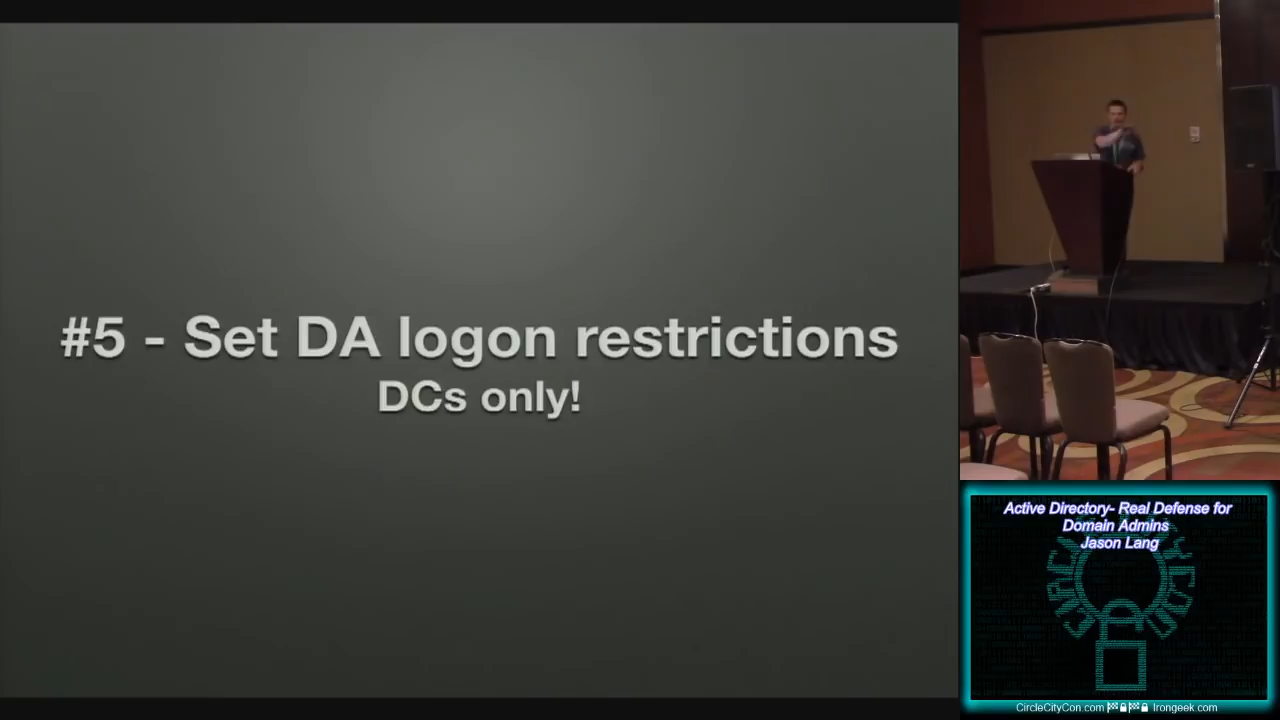 #5 - Set DA logon restrictions
DCs only!
Active Directory- Real Defense for
Domain Admins
Jason Lang
CircleCityCon.com Irongeek.com